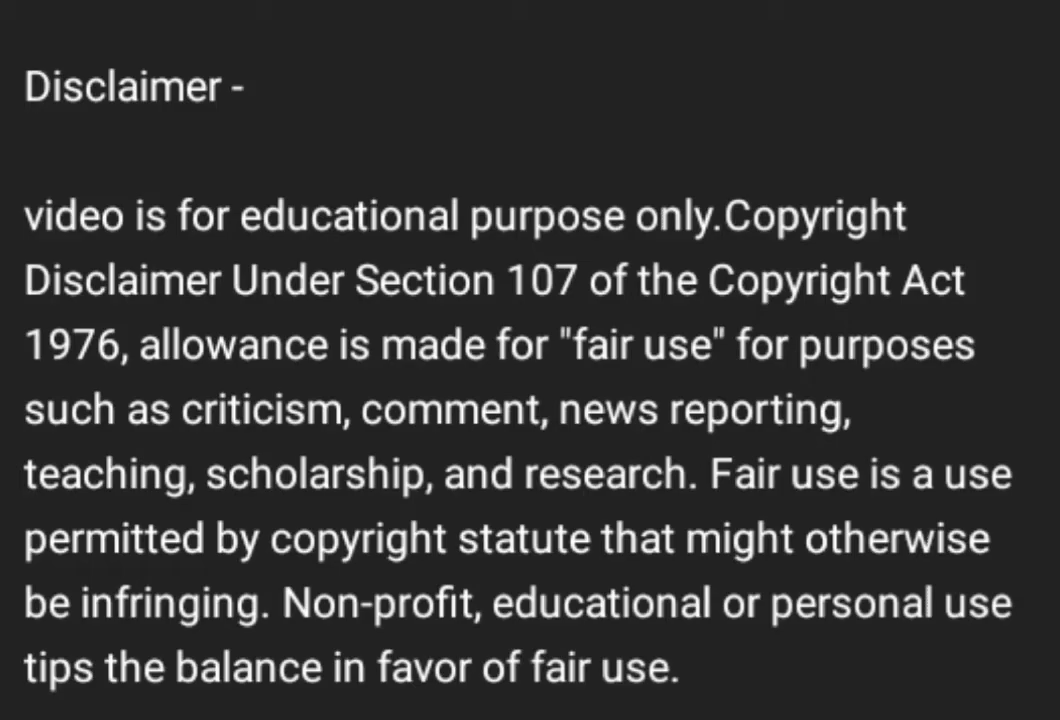 Disclaimer -
video is for educational purpose only.Copyright
Disclaimer Under Section 107 of the Copyright Act
1976, allowance is made for "fair use" for purposes
such as criticism, comment, news reporting,
teaching, scholarship, and research. Fair use is a use
permitted by copyright statute that might otherwise
be infringing. Non-profit, educational or personal use
tips the balance in favor of fair use.